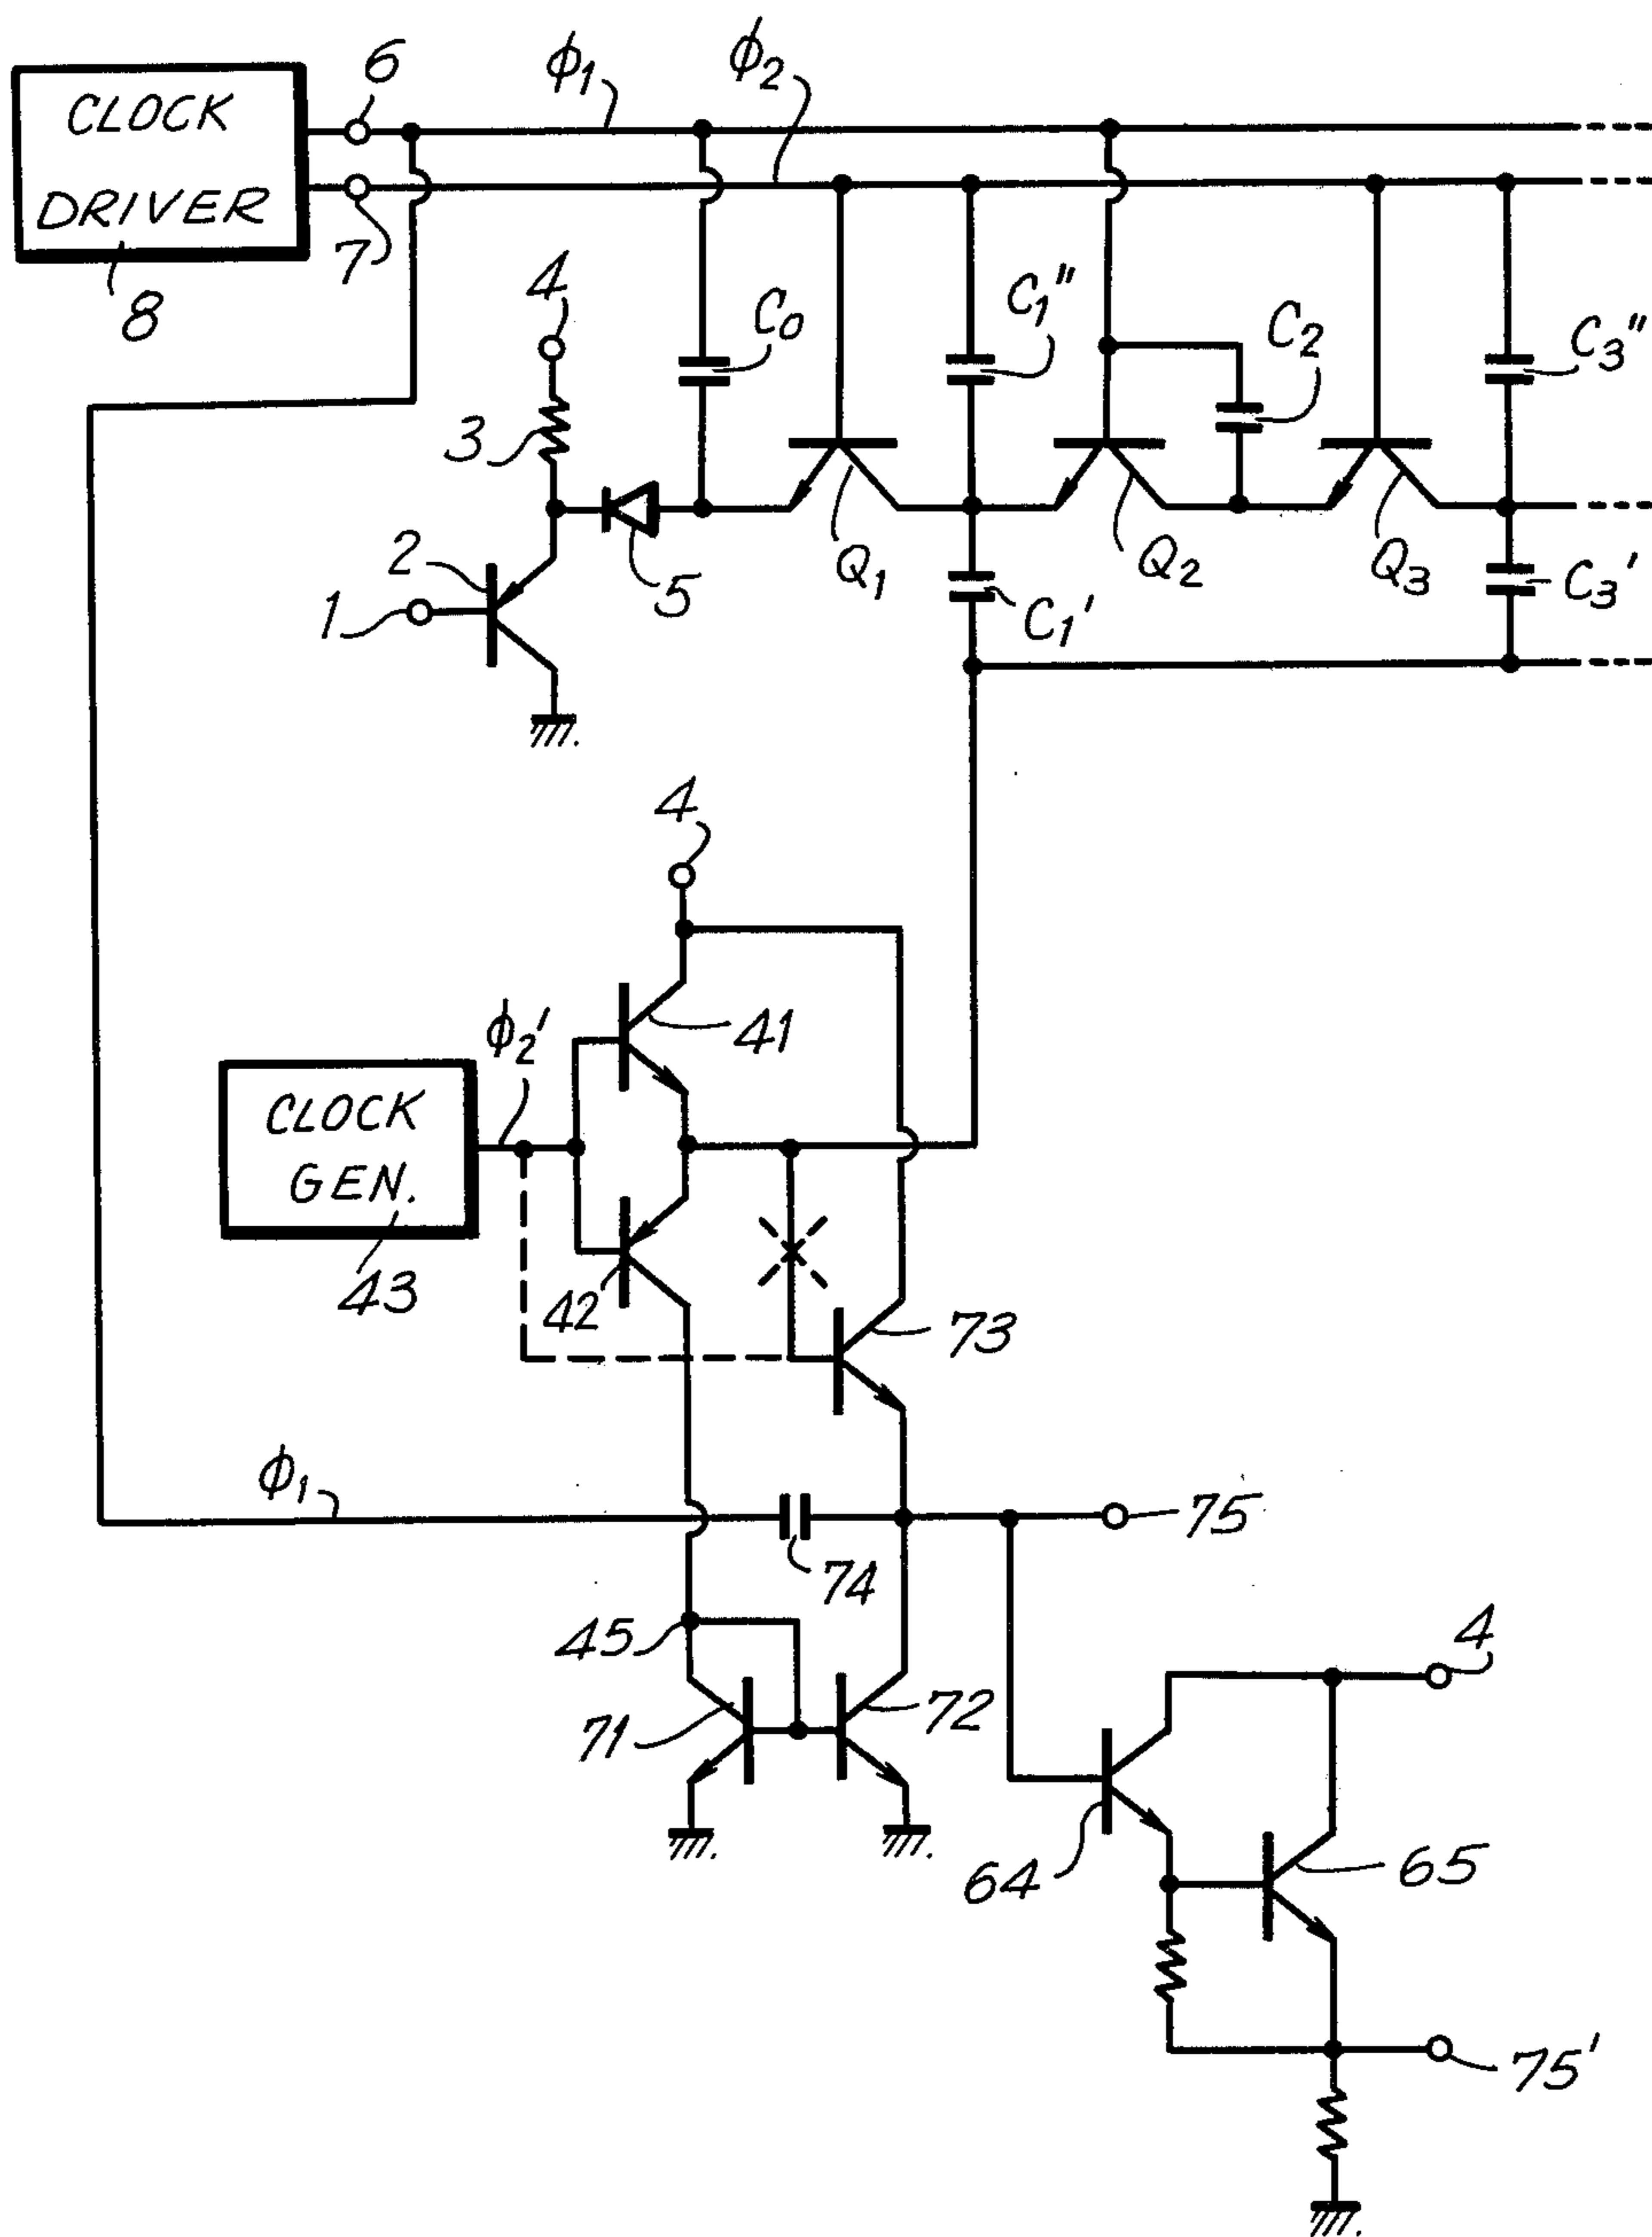 6
ϕ1
ϕ2
CLOCK
DRIVER
7
8
4
C0
C1"
C2
C3"
3
2
1
5
Q1
C1'
Q2
Q3
C3'
4
ϕ2'
41
CLOCK
GEN.
43
42
73
ϕ1
75
74
45
71
72
4
64
65
75'